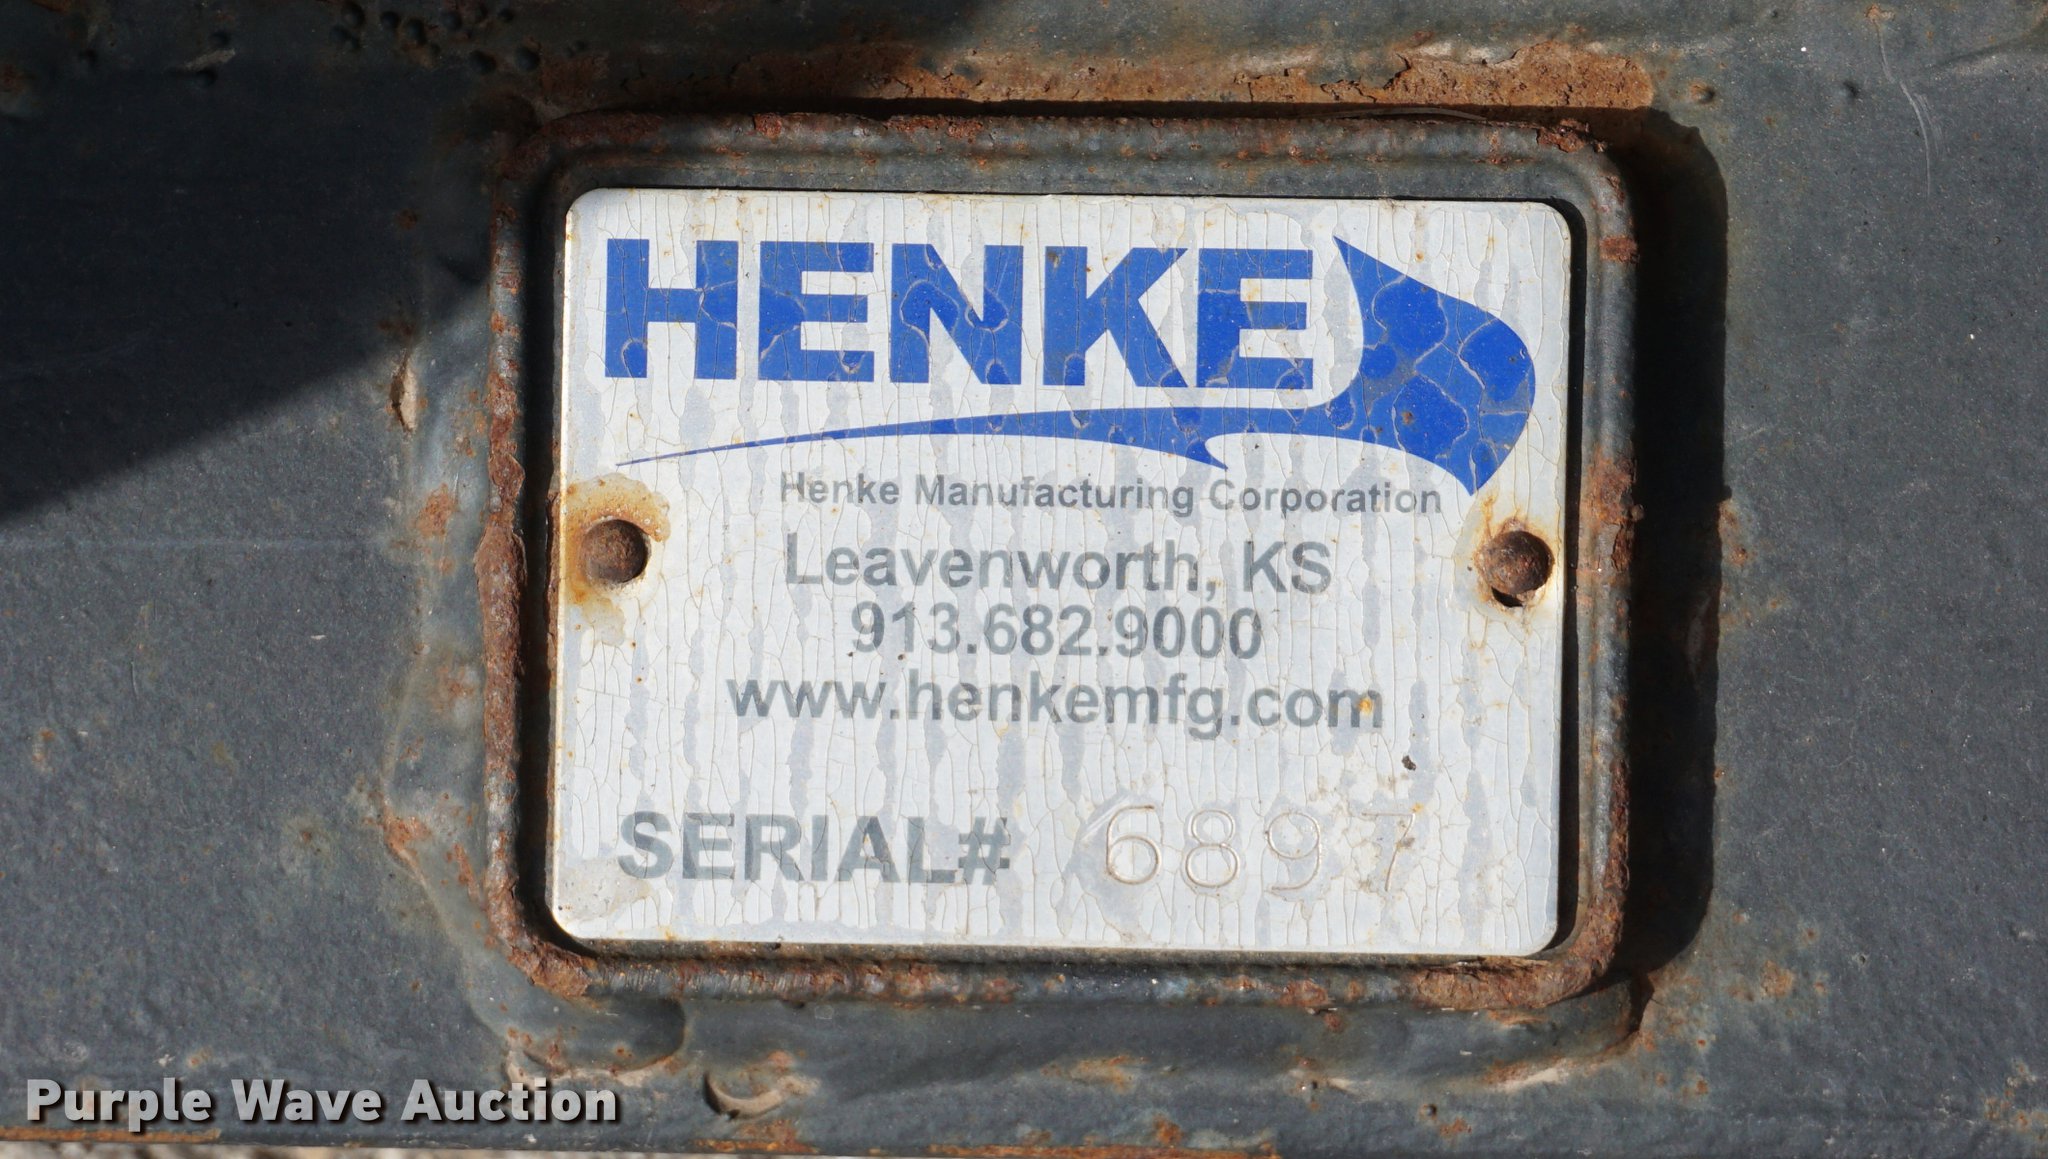 HENKE
Henke Manufacturing Corporation
Leavenworth, KS
913.682.9000
www.henkemfg.com
SERIAL# 6897
Purple Wave Auction